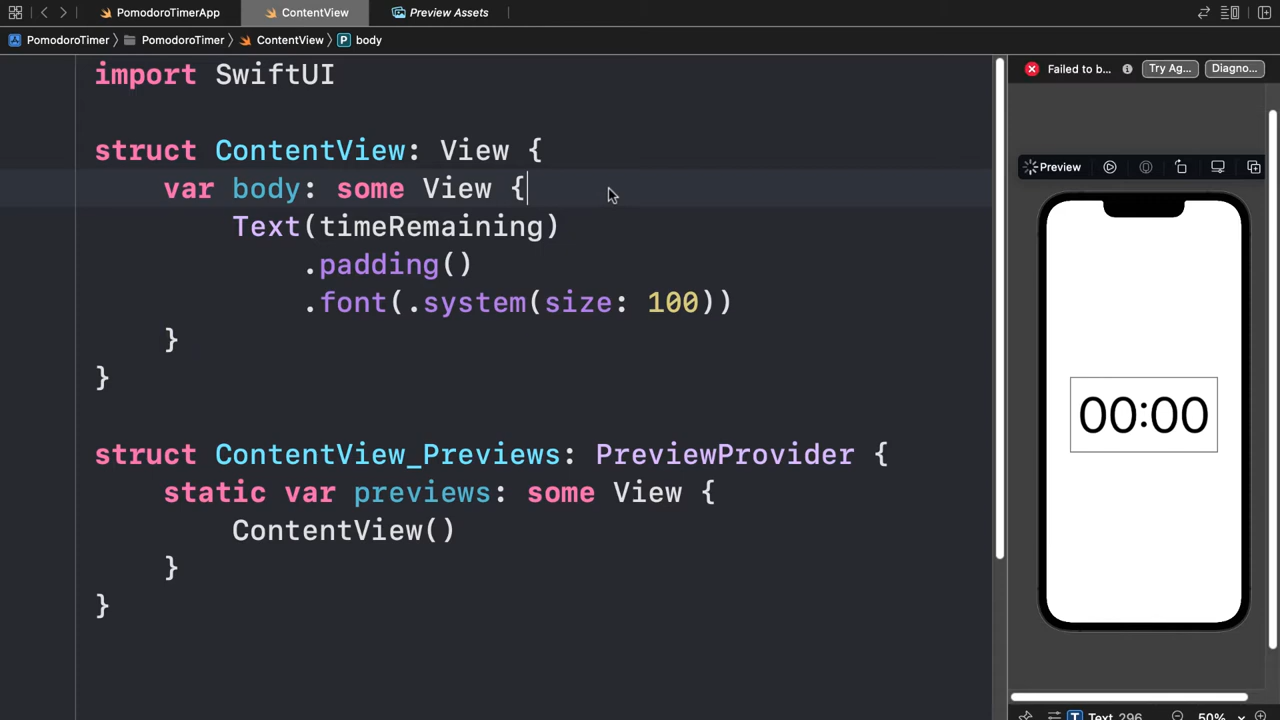 PomodoroTimerApp
ContentView
Preview Assets
PomodoroTimer
PomodoroTimer
ContentView
P
body
import SwiftUI
struct ContentView: View {
var body: some View {
Text(timeRemaining)
.padding()
.font(.system(size: 100))
}
}
struct ContentView_Previews: PreviewProvider {
static var previews: some View {
ContentView()
}
}
Failed to b...
Try Ag...
Diagno...
Preview
00:00
T
Text 296
50%